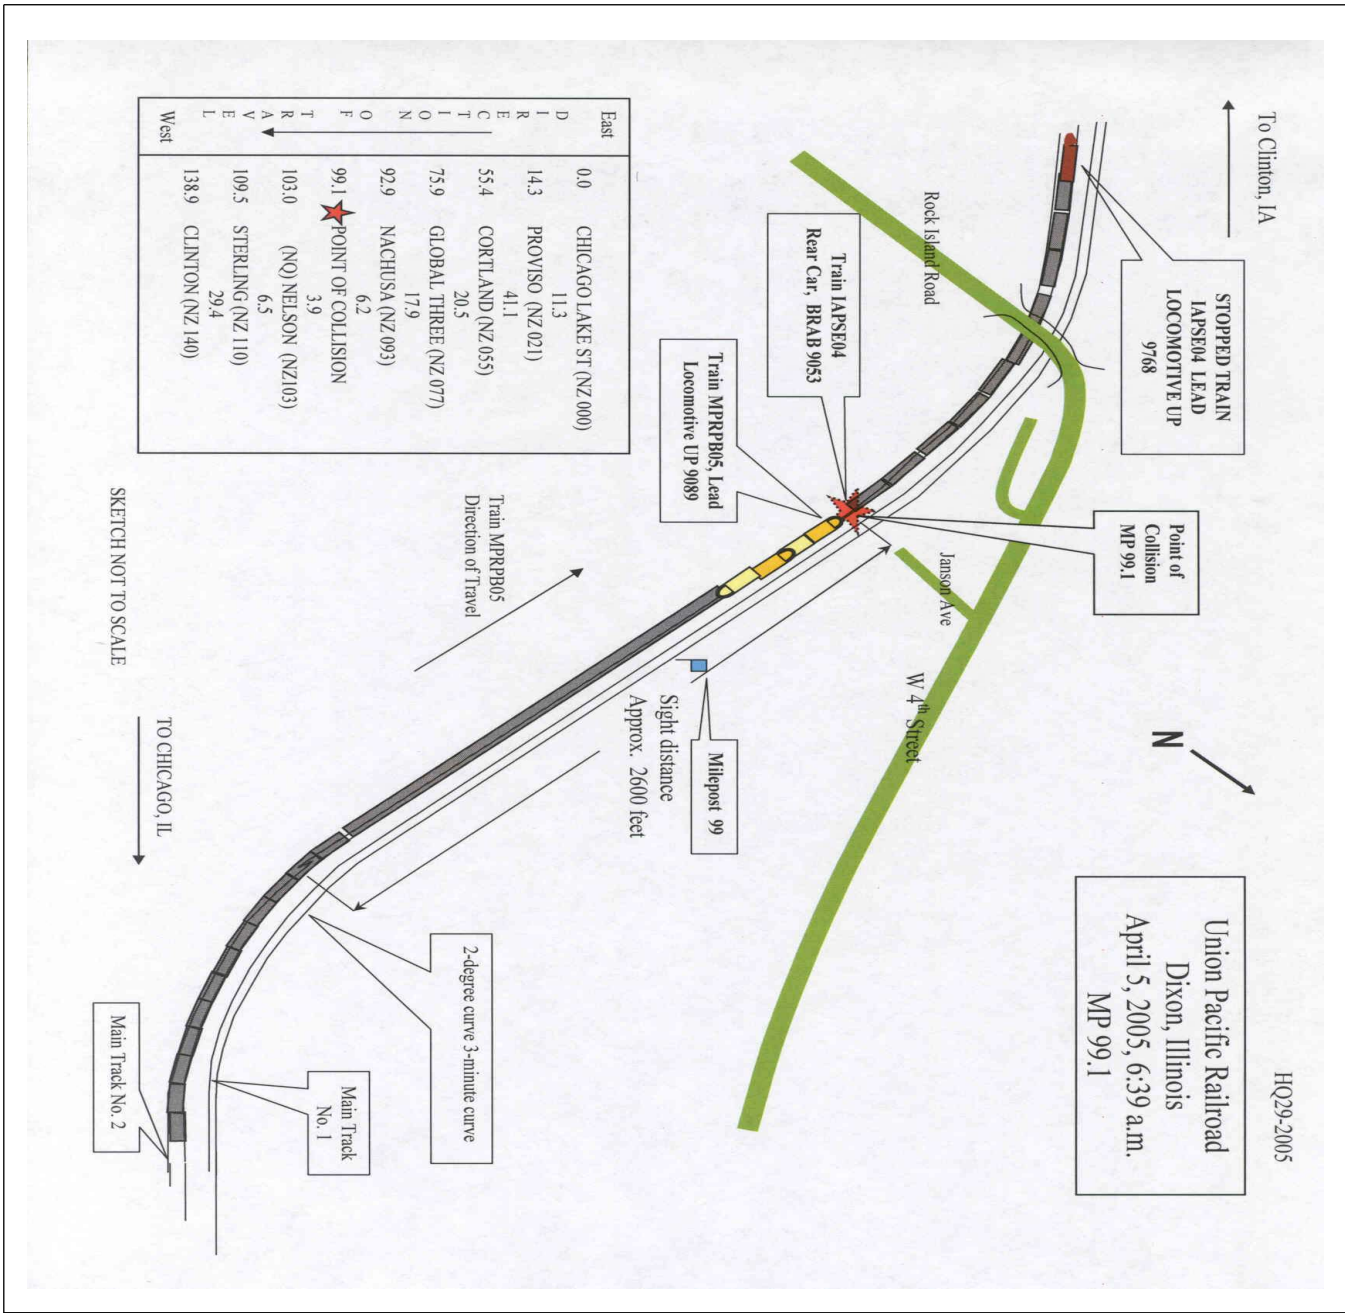 HQ29-2005
Union Pacific Railroad
Dixon, Illinois
April 5, 2005, 6:39 a.m.
MP 99.1
To Clinton, IA
STOPPED TRAIN
IAPSE04 LEAD
LOCOMOTIVE UP
9768
Point of
Collision
MP 99.1
N
Rock Island Road
Janson Ave
W 4th Street
Train IAPSE04
Rear Car, BRAB 9053
Train MPRPB05, Lead
Locomotive UP 9089
Milepost 99
Sight distance
Approx. 2600 feet
2-degree curve 3-minute curve
Main Track
No. 1
Main Track No. 2
Train MPRPB05
Direction of Travel
TO CHICAGO, IL
SKETCH NOT TO SCALE
East
DIRECTION OF TRAVEL
West
0.0 CHICAGO LAKE ST (NZ 000)
11.3
14.3 PROVISO (NZ 021)
41.1
55.4 CORTLAND (NZ 055)
20.5
75.9 GLOBAL THREE (NZ 077)
17.9
92.9 NACHUSA (NZ 093)
6.2
99.1 POINT OF COLLISION
3.9
103.0 (NQ) NELSON (NZ103)
6.5
109.5 STERLING (NZ 110)
29.4
138.9 CLINTON (NZ 140)